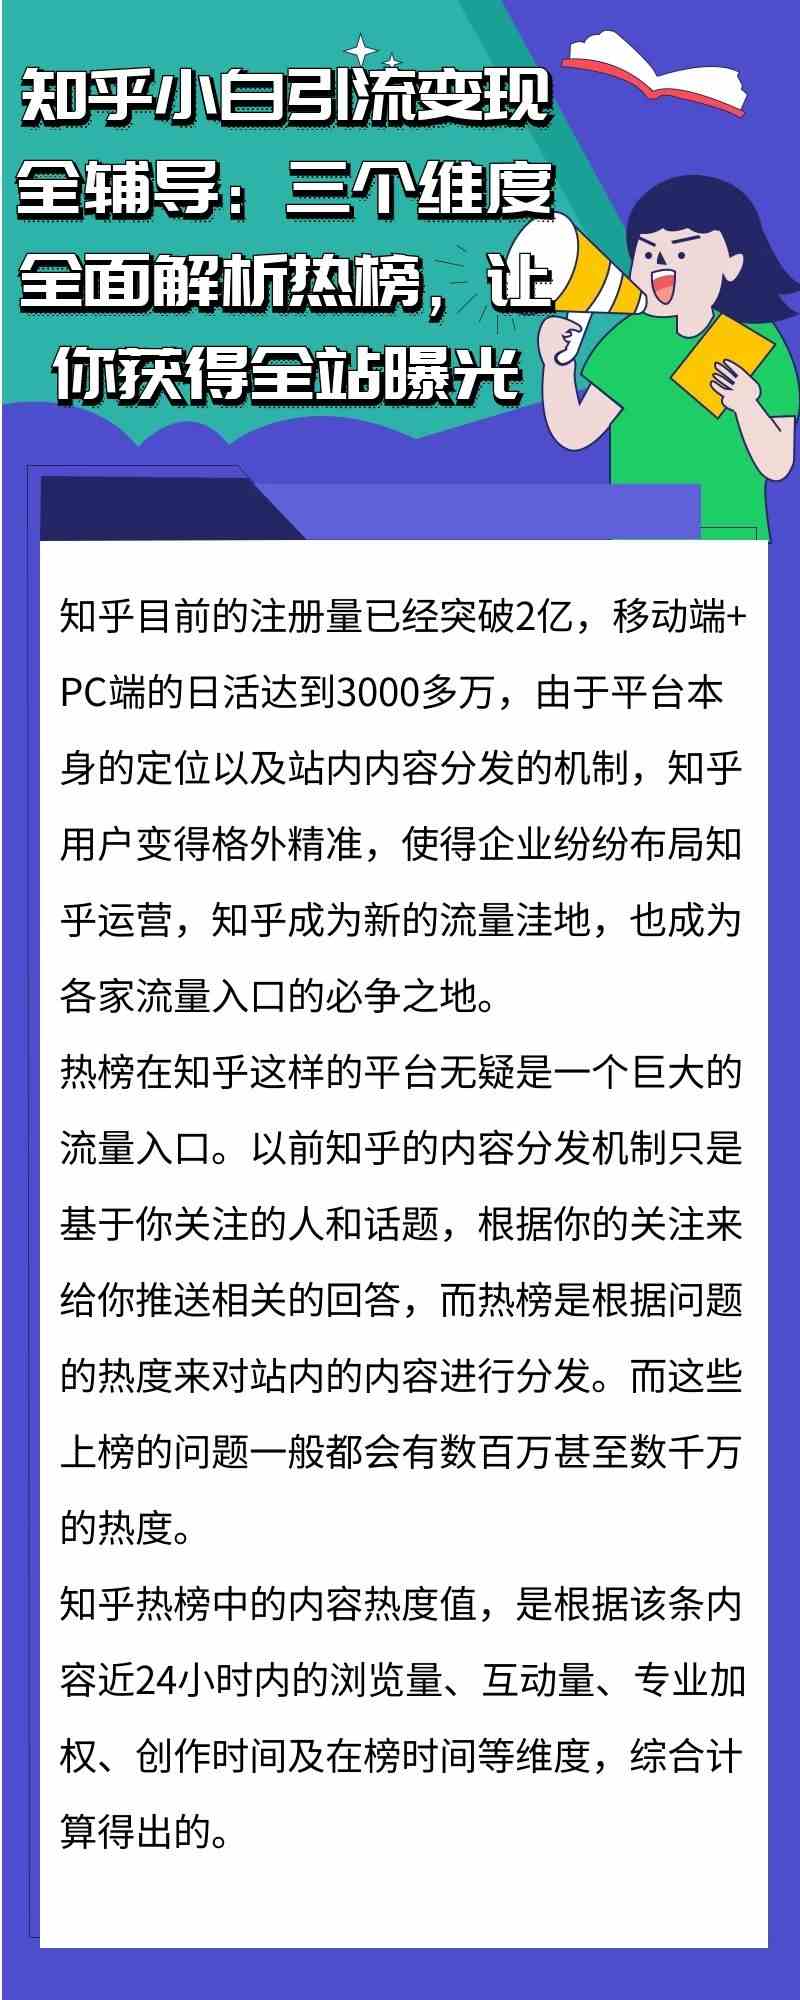 知乎小白引流变现
全辅导：三个维度
全面解析热榜，让
你获得全站曝光
知乎目前的注册量已经突破2亿，移动端+
PC端的日活达到3000多万，由于平台本
身的定位以及站内内容分发的机制，知乎
用户变得格外精准，使得企业纷纷布局知
乎运营，知乎成为新的流量洼地，也成为
各家流量入口的必争之地。
热榜在知乎这样的平台无疑是一个巨大的
流量入口。以前知乎的内容分发机制只是
基于你关注的人和话题，根据你的关注来
给你推送相关的回答，而热榜是根据问题
的热度来对站内的内容进行分发。而这些
上榜的问题一般都会有数百万甚至数千万
的热度。
知乎热榜中的内容热度值，是根据该条内
容近24小时内的浏览量、互动量、专业加
权、创作时间及在榜时间等维度，综合计
算得出的。